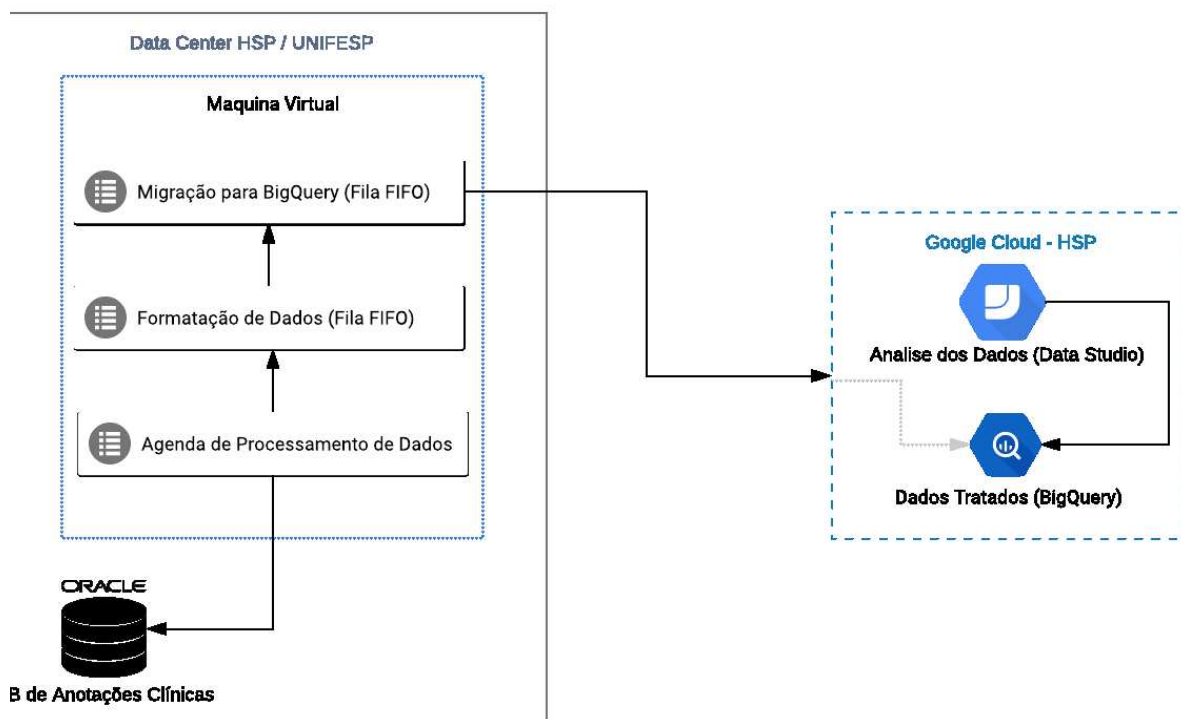 Data Center HSP / UNIFESP
Maquina Virtual
Migração para BigQuery (Fila FIFO)
Formatação de Dados (Fila FIFO)
Agenda de Processamento de Dados
ORACLE
B de Anotações Clínicas
Google Cloud - HSP
Analise dos Dados (Data Studio)
Dados Tratados (BigQuery)